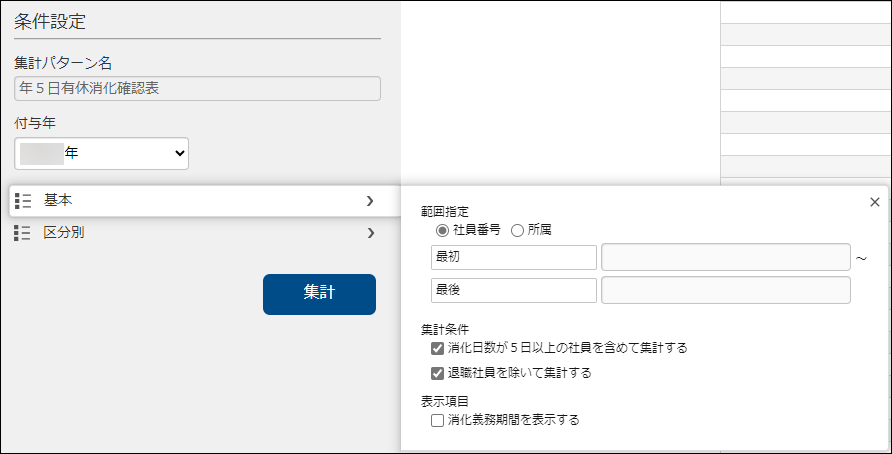 条件設定
集計パターン名
年５日有休消化確認表
付与年
年
基本
区分別
集計
範囲指定
社員番号 所属
最初 ～
最後
集計条件
消化日数が５日以上の社員を含めて集計する
退職社員を除いて集計する
表示項目
消化義務期間を表示する